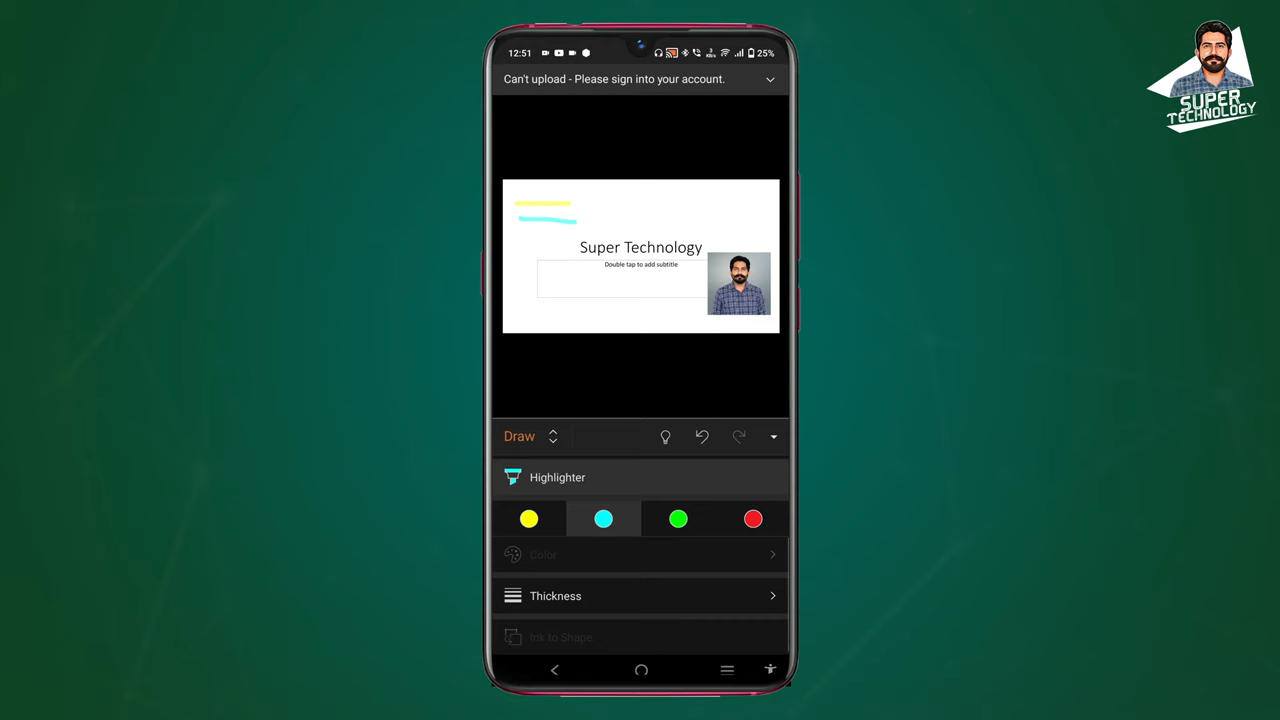 12:51
25%
Can't upload - Please sign into your account.
SUPER
TECHNOLOGY
Super Technology
Double tap to add subtitle
Draw
Highlighter
Color
Thickness
Ink to Shape